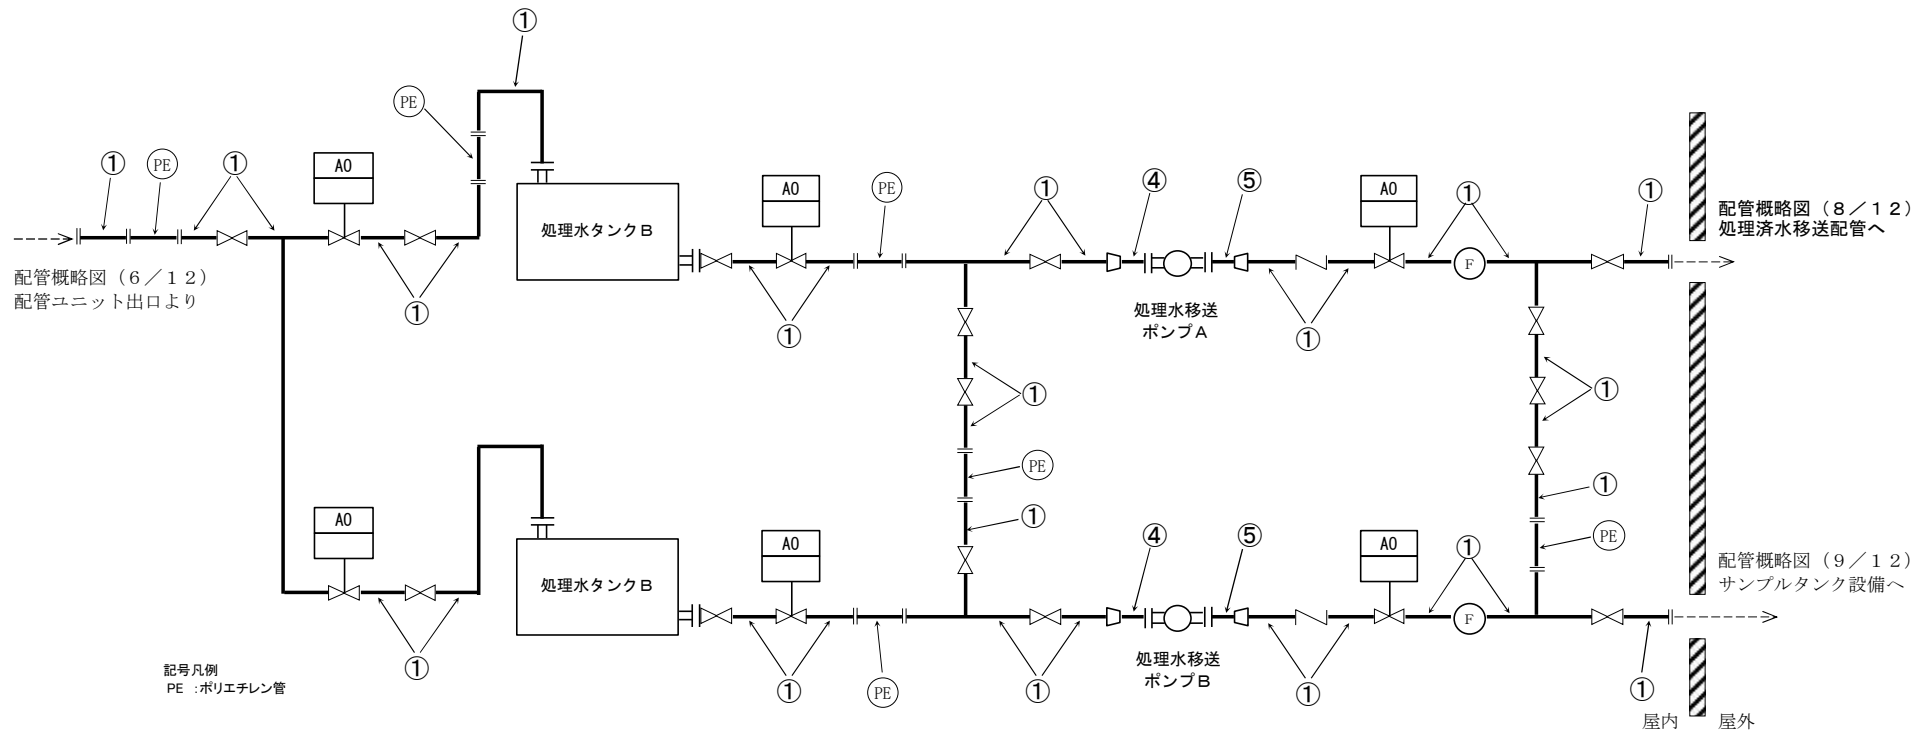 ①
PE
①
PE
①
AO
配管概略図（６／１２）
配管ユニット出口より
①
処理水タンクＢ
AO
①
PE
①
④
⑤
処理水移送
ポンプＡ
①
AO
①
F
①
配管概略図（８／１２）
処理済水移送配管へ
①
PE
①
①
①
PE
AO
①
処理水タンクＢ
AO
①
PE
①
④
⑤
処理水移送
ポンプＢ
①
AO
①
F
①
配管概略図（９／１２）
サンプルタンク設備へ
屋内
屋外
記号凡例
PE ：ポリエチレン管